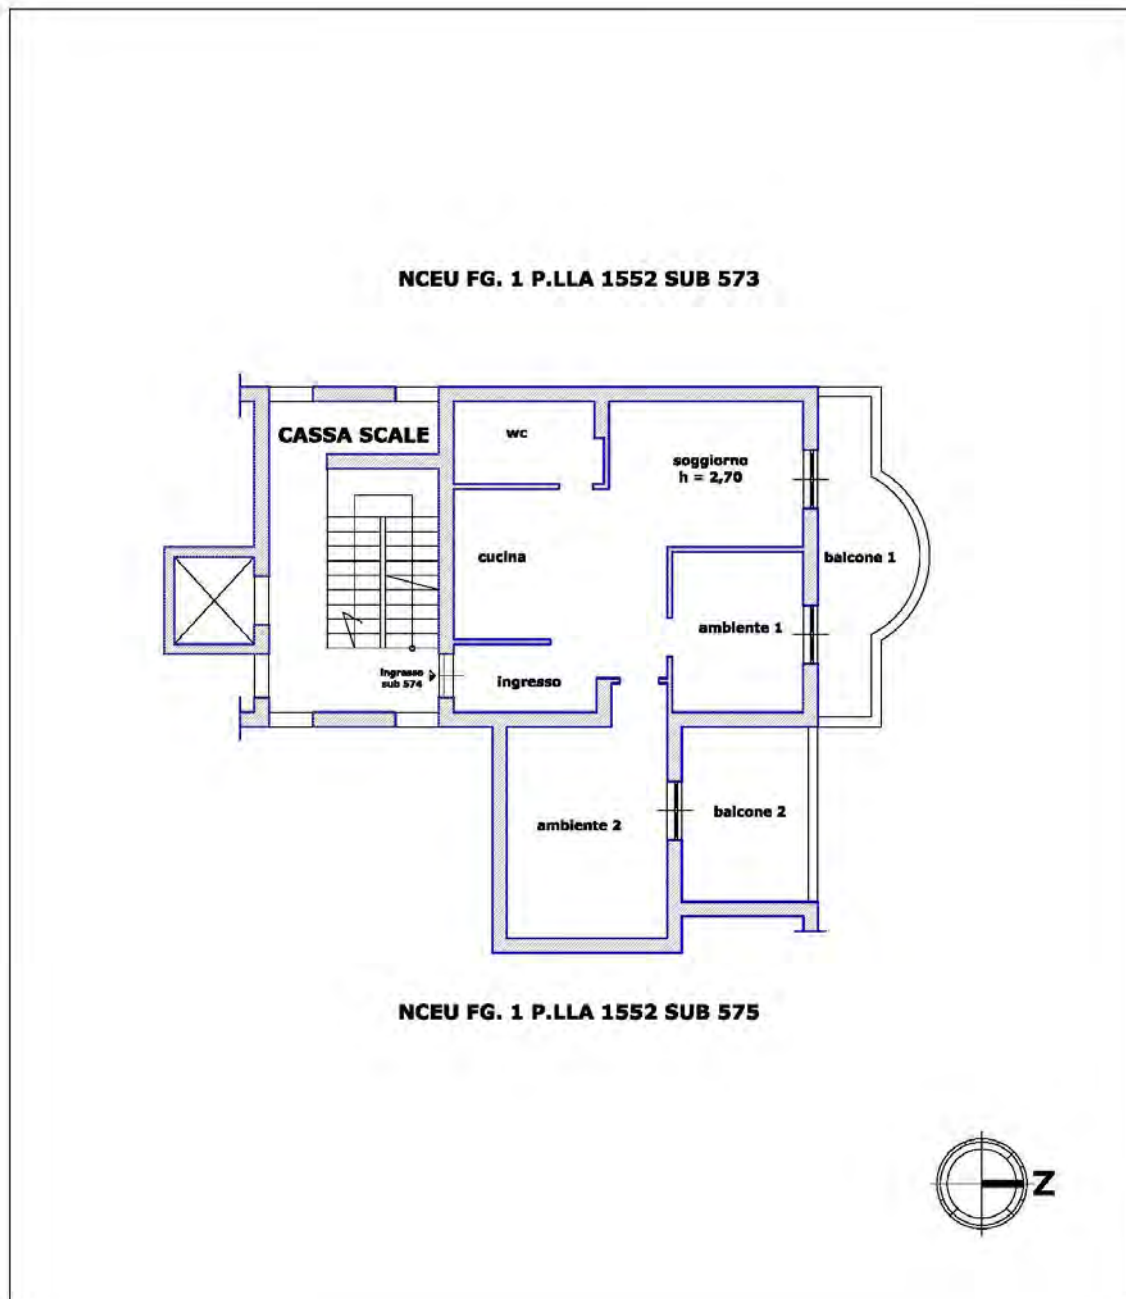 NCEU FG. 1 P.LLA 1552 SUB 573
CASSA SCALE
wc
soggiorno
h = 2,70
cucina
balcone 1
ambiente 1
ingresso
sub 574
ingresso
balcone 2
ambiente 2
NCEU FG. 1 P.LLA 1552 SUB 575
N